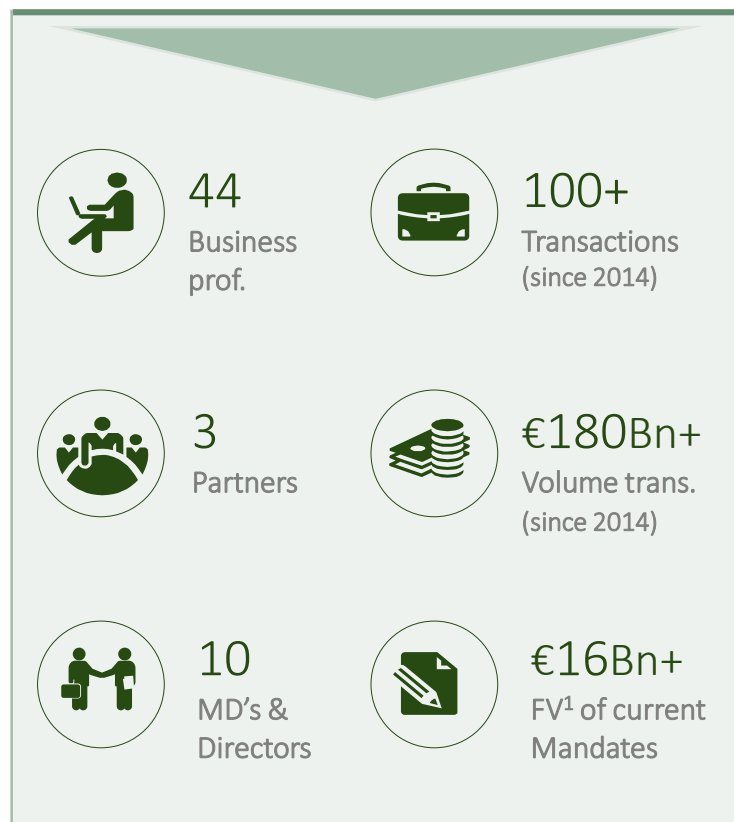 44
Business
prof.
100+
Transactions
(since 2014)
3
Partners
€180Bn+
Volume trans.
(since 2014)
10
MD’s &
Directors
€16Bn+
FV¹ of current
Mandates